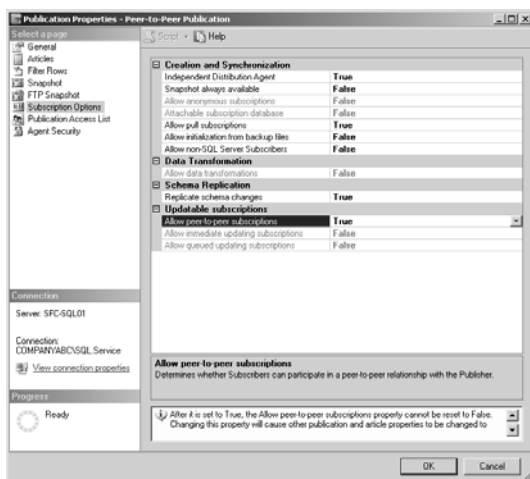 Publication Properties - Peer-to-Peer Publication
Select a page
General
Articles
Filter Rows
Snapshot
FTP Snapshot
Subscription Options
Publication Access List
Agent Security
Script
Help
Creation and Synchronization
Independent Distribution Agent True
Snapshot always available False
Allow anonymous subscriptions False
Attachable subscription database False
Allow pull subscriptions True
Allow initialization from backup files False
Allow non-SQL Server Subscribers False
Data Transformation
Allow data transformations False
Schema Replication
Replicate schema changes True
Updatable subscriptions
Allow peer-to-peer subscriptions True
Allow immediate updating subscriptions False
Allow queued updating subscriptions False
Connection
Server: SFC-SQL01
Connection:
COMPANYABC\SQL.Service
View connection properties
Progress
Ready
Allow peer-to-peer subscriptions
Determines whether Subscribers can participate in a peer-to-peer relationship with the Publisher.
After it is set to True, the Allow peer-to-peer subscriptions property cannot be reset to False.
Changing this property will cause other publication and article properties to be changed to
OK
Cancel